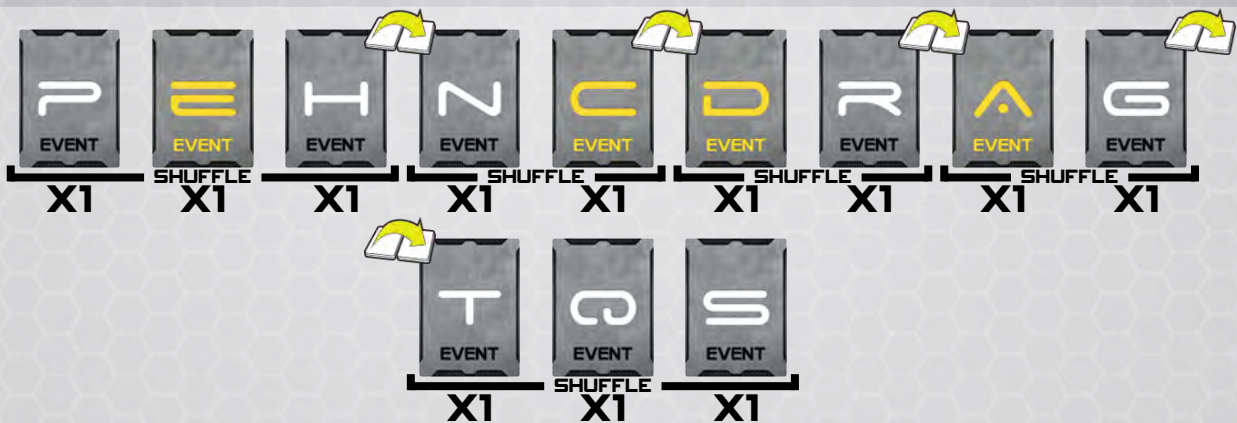 P E H N C D R A G
EVENT EVENT EVENT EVENT EVENT EVENT EVENT EVENT EVENT
SHUFFLE SHUFFLE SHUFFLE SHUFFLE
X1 X1 X1 X1 X1 X1 X1 X1 X1
T Q S
EVENT EVENT EVENT
SHUFFLE
X1 X1 X1